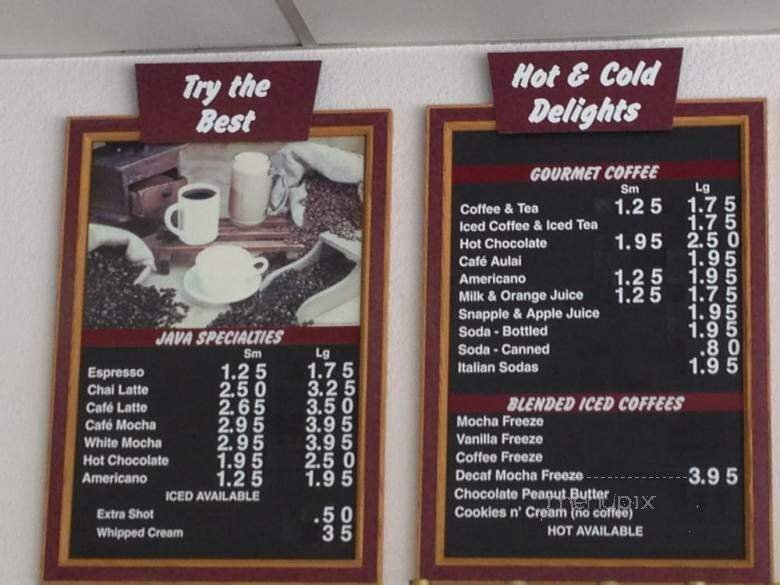 Try the
Best
JAVA SPECIALTIES
Sm Lg
Espresso 1.25 1.75
Chai Latte 2.50 3.25
Café Latte 2.65 3.50
Café Mocha 2.95 3.95
White Mocha 2.95 3.95
Hot Chocolate 1.95 2.50
Americano 1.25 1.95
ICED AVAILABLE
Extra Shot .50
Whipped Cream 35
Hot & Cold
Delights
GOURMET COFFEE
Sm Lg
Coffee & Tea 1.25 1.75
Iced Coffee & Iced Tea 1.75
Hot Chocolate 1.95 2.50
Café Aulai 1.95
Americano 1.25 1.95
Milk & Orange Juice 1.25 1.75
Snapple & Apple Juice 1.95
Soda - Bottled 1.95
Soda - Canned .80
Italian Sodas 1.95
BLENDED ICED COFFEES
Mocha Freeze
Vanilla Freeze
Coffee Freeze
Decaf Mocha Freeze 3.95
Chocolate Peanut Butter
menupix
Cookies n' Cream (no coffee)
HOT AVAILABLE